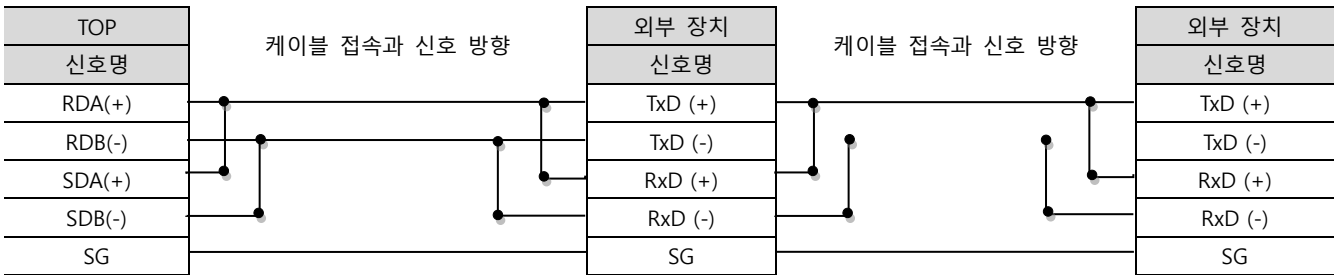 TOP 케이블 접속과 신호 방향 외부 장치 케이블 접속과 신호 방향 외부 장치
신호명 신호명 신호명
RDA(+) TxD (+) TxD (+)
RDB(-) TxD (-) TxD (-)
SDA(+) RxD (+) RxD (+)
SDB(-) RxD (-) RxD (-)
SG SG SG